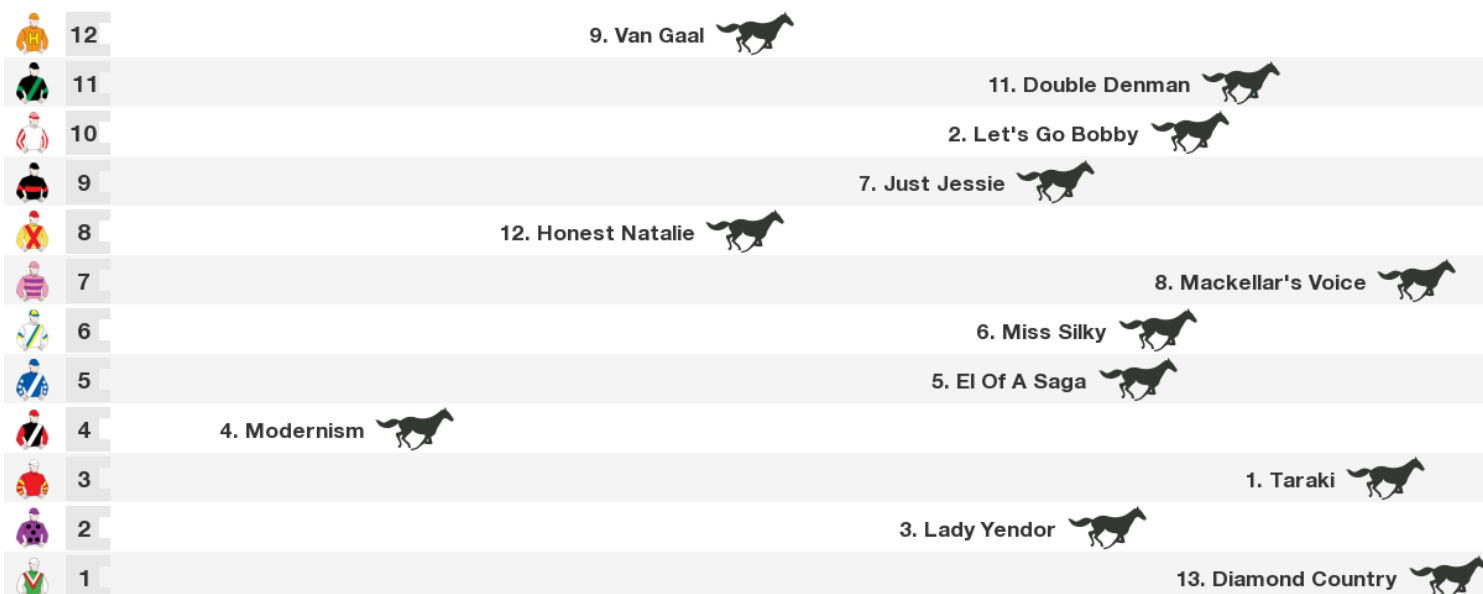 12 9. Van Gaal
11 11. Double Denman
10 2. Let's Go Bobby
9 7. Just Jessie
8 12. Honest Natalie
7 8. Mackellar's Voice
6 6. Miss Silky
5 5. El Of A Saga
4 4. Modernism
3 1. Taraki
2 3. Lady Yendor
1 13. Diamond Country